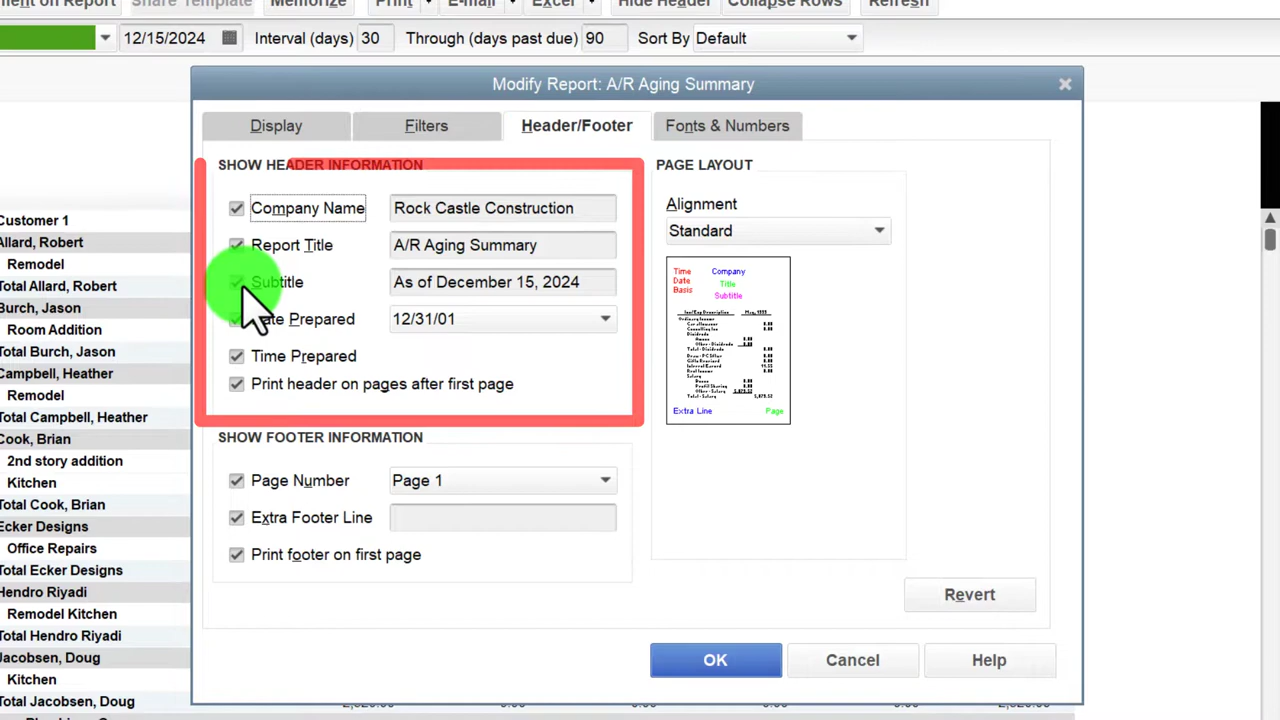 ment on Report Share Template Memorize Print E-mail Excel Hide Header Collapse Rows Refresh
12/15/2024 Interval (days) 30 Through (days past due) 90 Sort By Default
Modify Report: A/R Aging Summary
Display Filters Header/Footer Fonts & Numbers
SHOW HEADER INFORMATION
Company Name Rock Castle Construction
Report Title A/R Aging Summary
Subtitle As of December 15, 2024
ate Prepared 12/31/01
Time Prepared
Print header on pages after first page
SHOW FOOTER INFORMATION
Page Number Page 1
Extra Footer Line
Print footer on first page
PAGE LAYOUT
Alignment
Standard
Time Company
Date Title
Basis Subtitle
Extra Line Page
Revert
OK Cancel Help
Customer 1
Allard, Robert
Remodel
Total Allard, Robert
Burch, Jason
Room Addition
Total Burch, Jason
Campbell, Heather
Remodel
Total Campbell, Heather
Cook, Brian
2nd story addition
Kitchen
Total Cook, Brian
Ecker Designs
Office Repairs
Total Ecker Designs
Hendro Riyadi
Remodel Kitchen
Total Hendro Riyadi
Jacobsen, Doug
Kitchen
Total Jacobsen, Doug